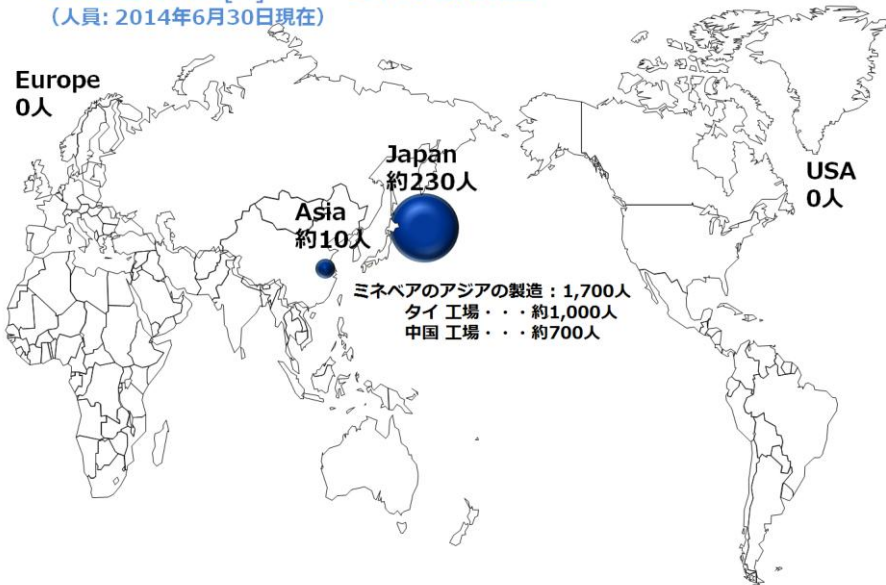 （人員: 2014年6月30日現在）
Europe
0人
Japan
約230人
USA
0人
Asia
約10人
ミネベアのアジアの製造：1,700人
タイ 工場・・・約1,000人
中国 工場・・・約700人